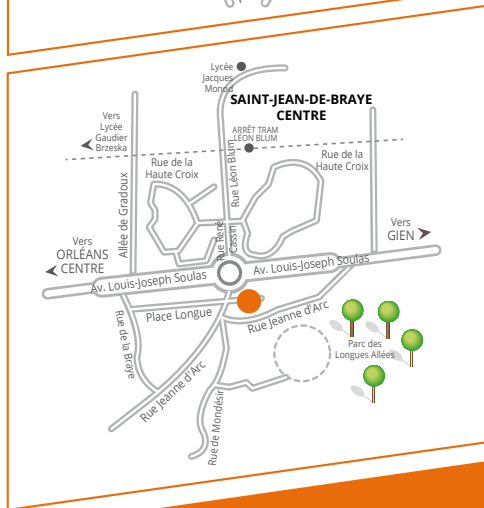 Lycée
Jacques
Monod
SAINT-JEAN-DE-BRAYE
CENTRE
Vers
Lycée
Gaudier
Brzeska
ARRÊT TRAM
LÉON BLUM
Rue de la
Haute Croix
Rue de la
Haute Croix
Rue Léon Blum
Allée de Gradoux
Rue René
Cassin
Vers
GIEN
Vers
ORLÉANS
CENTRE
Av. Louis-Joseph Soulas
Av. Louis-Joseph Soulas
Place Longue
Rue Jeanne d'Arc
Rue de la Braye
Parc des
Longues Allées
Rue Jeanne d'Arc
Rue de Mondésir